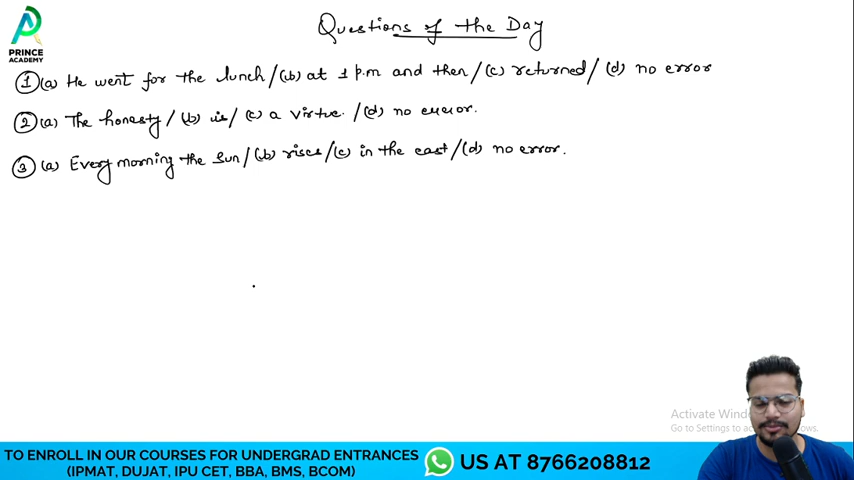 PRINCE
ACADEMY
Questions of the Day
① (a) He went for the lunch / (b) at 1 p.m and then / (c) returned / (d) no error
② (a) The honesty / (b) is / (c) a virtue. / (d) no error.
③ (a) Every morning the Sun / (b) rises / (c) in the east / (d) no error.
Activate Wind
Go to Settings to ac
TO ENROLL IN OUR COURSES FOR UNDERGRAD ENTRANCES
(IPMAT, DUJAT, IPU CET, BBA, BMS, BCOM)
US AT 8766208812